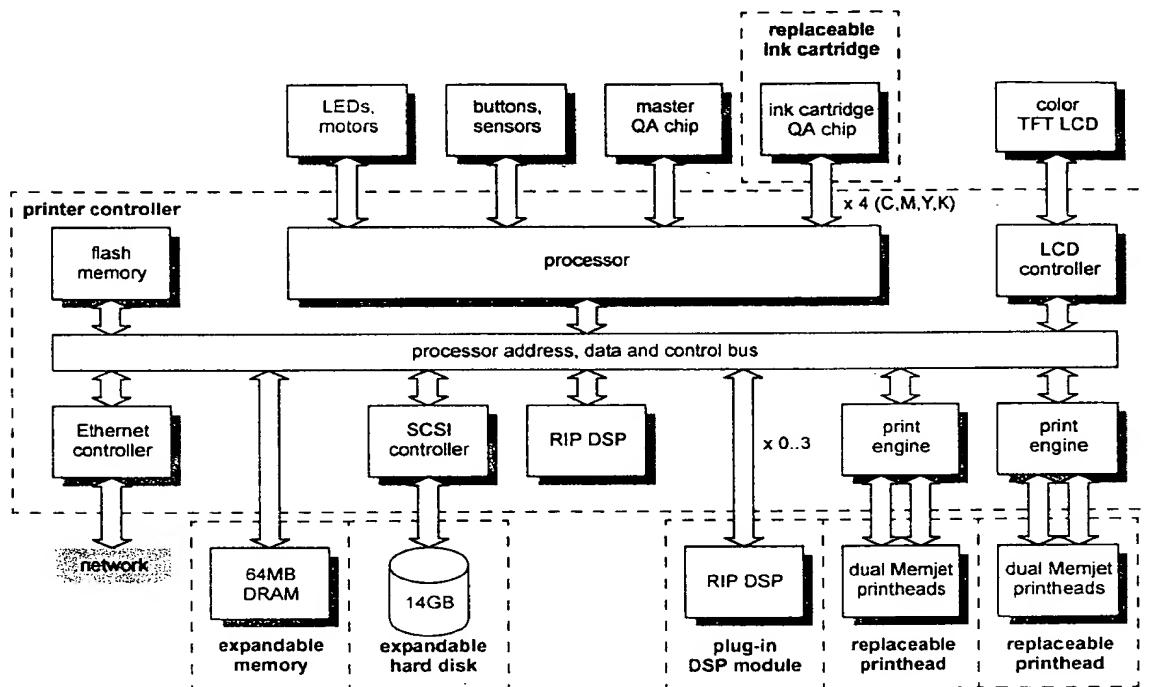 replaceable
ink cartridge
LEDs,
motors
buttons,
sensors
master
QA chip
ink cartridge
QA chip
color
TFT LCD
x 4 (C,M,Y,K)
printer controller
flash
memory
processor
LCD
controller
processor address, data and control bus
Ethernet
controller
SCSI
controller
RIP DSP
x 0..3
print
engine
print
engine
network
64MB
DRAM
14GB
RIP DSP
dual Memjet
printheads
dual Memjet
printheads
expandable
memory
expandable
hard disk
plug-in
DSP module
replaceable
printhead
replaceable
printhead